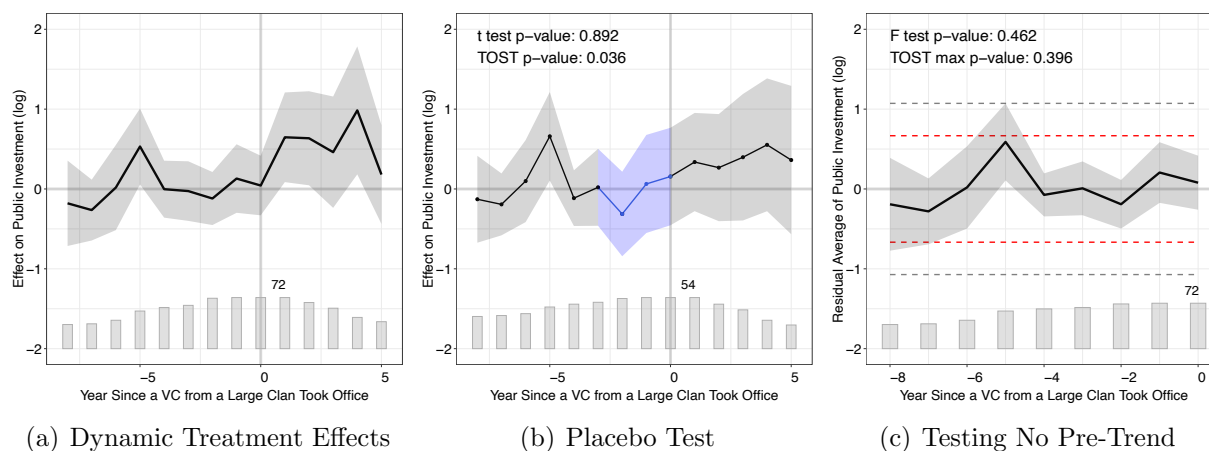 Effect on Public Investment (log)
2
1
0
−1
−2
72
−5
0
5
Year Since a VC from a Large Clan Took Office
(a) Dynamic Treatment Effects
Effect on Public Investment (log)
2
1
0
−1
−2
t test p-value: 0.892
TOST p-value: 0.036
54
−5
0
5
Year Since a VC from a Large Clan Took Office
(b) Placebo Test
Residual Average of Public Investment (log)
2
1
0
−1
−2
F test p-value: 0.462
TOST max p-value: 0.396
72
−8
−6
−4
−2
0
Year Since a VC from a Large Clan Took Office
(c) Testing No Pre-Trend